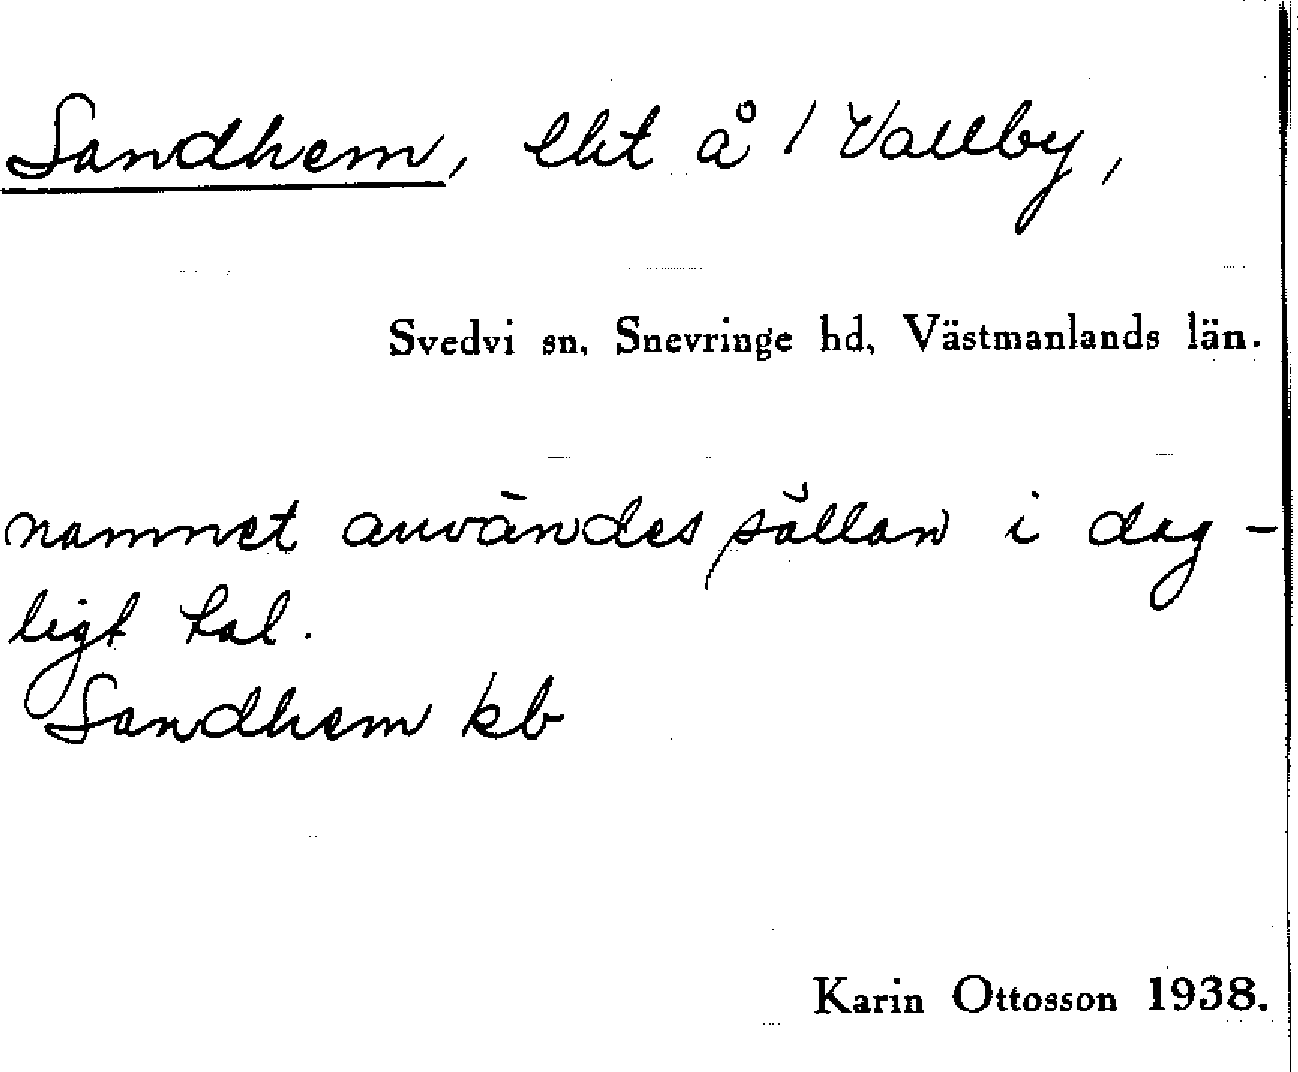 Sandhem, lht å 1 Vallby,
Svedvi sn, Snevringe hd, Västmanlands län.
namnet användes sällan i dag-
ligt tal.
Sandhem kb
Karin Ottosson 1938.